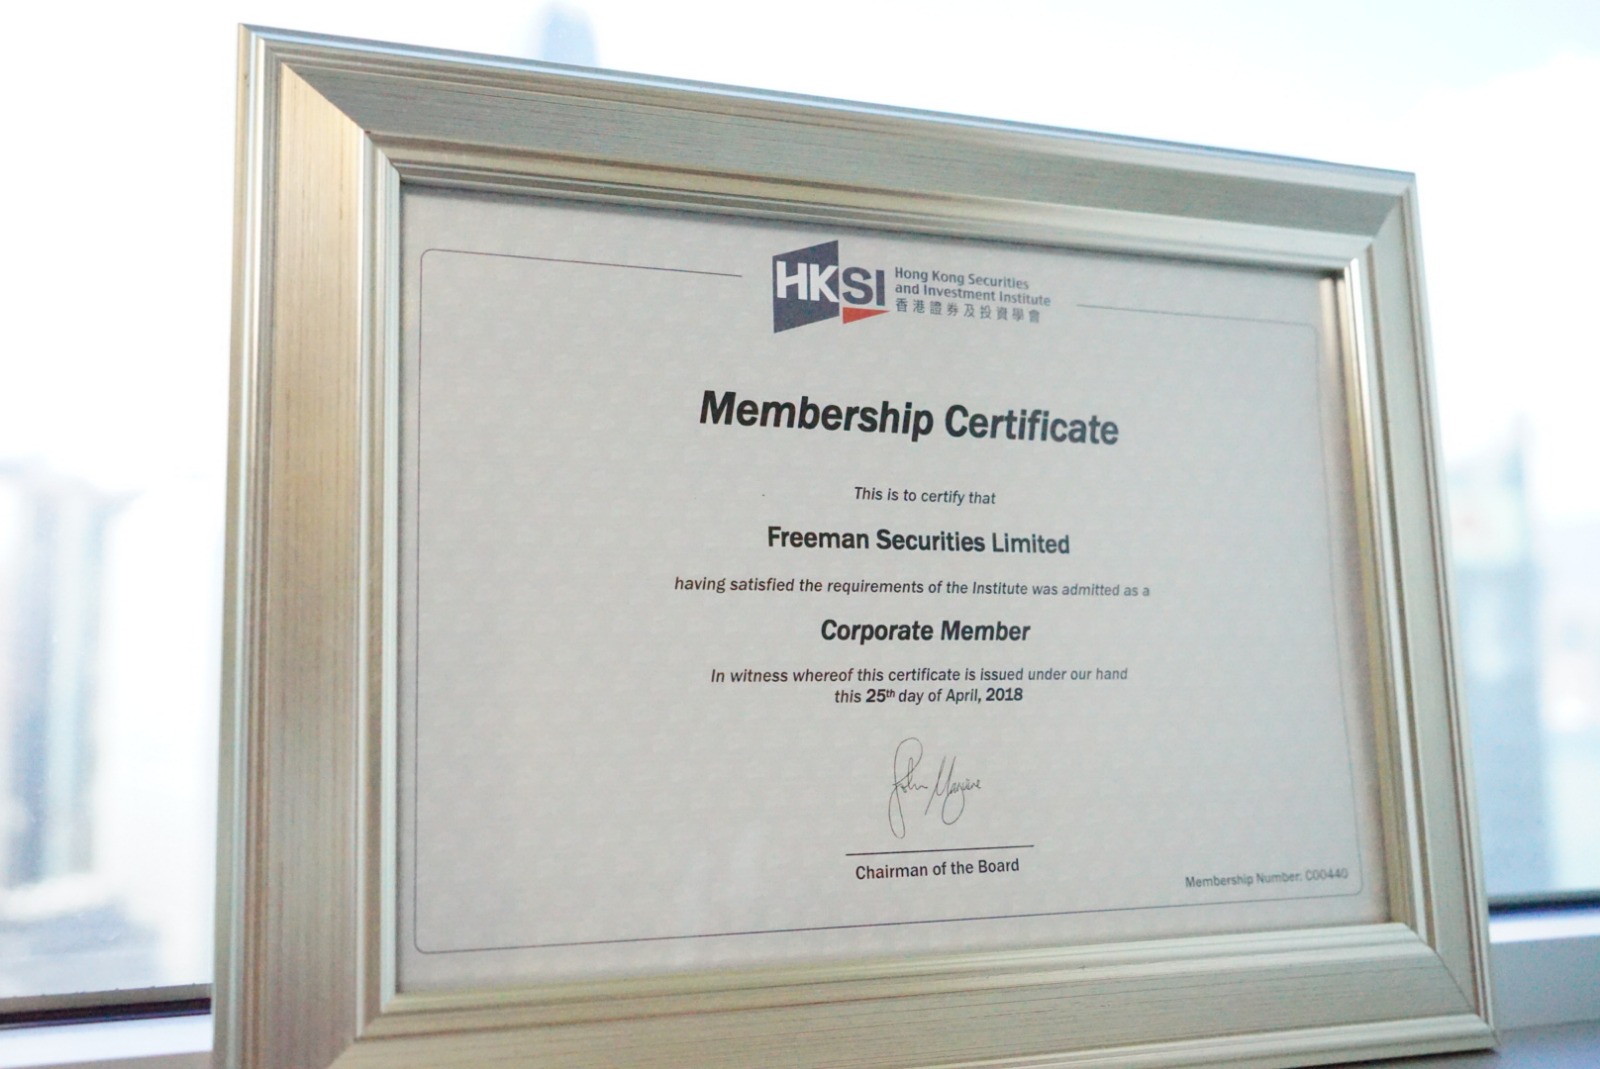 HKSI
Hong Kong Securities
and Investment Institute
香港證券及投資學會
Membership Certificate
This is to certify that
Freeman Securities Limited
having satisfied the requirements of the Institute was admitted as a
Corporate Member
In witness whereof this certificate is issued under our hand
this 25th day of April, 2018
Chairman of the Board
Membership Number: C00440